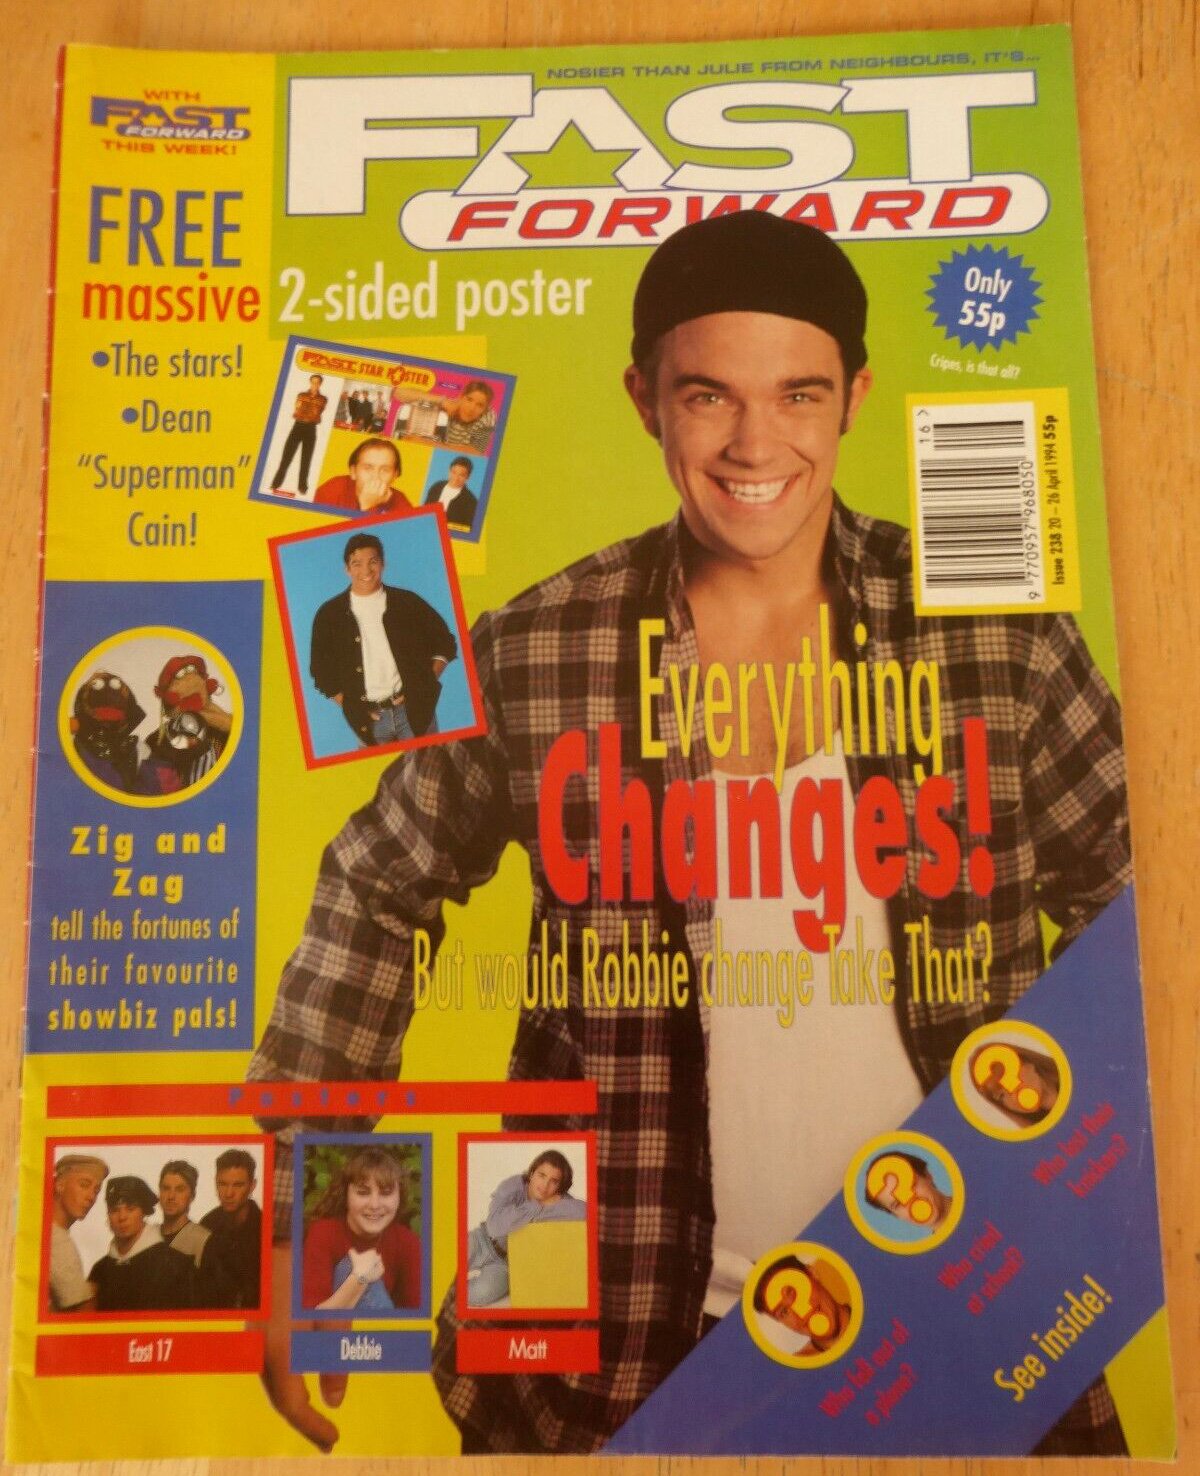 NOSIER THAN JULIE FROM NEIGHBOURS, IT'S...
FAST
FORWARD
WITH
FAST
FORWARD
THIS WEEK!
FREE
massive 2-sided poster
•The stars!
•Dean
"Superman"
Cain!
FAST STAR POSTER
Only
55p
Cripes, is that all?
16>
9 770957 968050
Issue 238 20 – 26 April 1994 55p
Everything
Changes!
But would Robbie change Take That?
Zig and
Zag
tell the fortunes of
their favourite
showbiz pals!
Posters
East 17
Debbie
Matt
Who lost their
knickers?
Who cried
at school?
Who fell out of
a plane?
See inside!